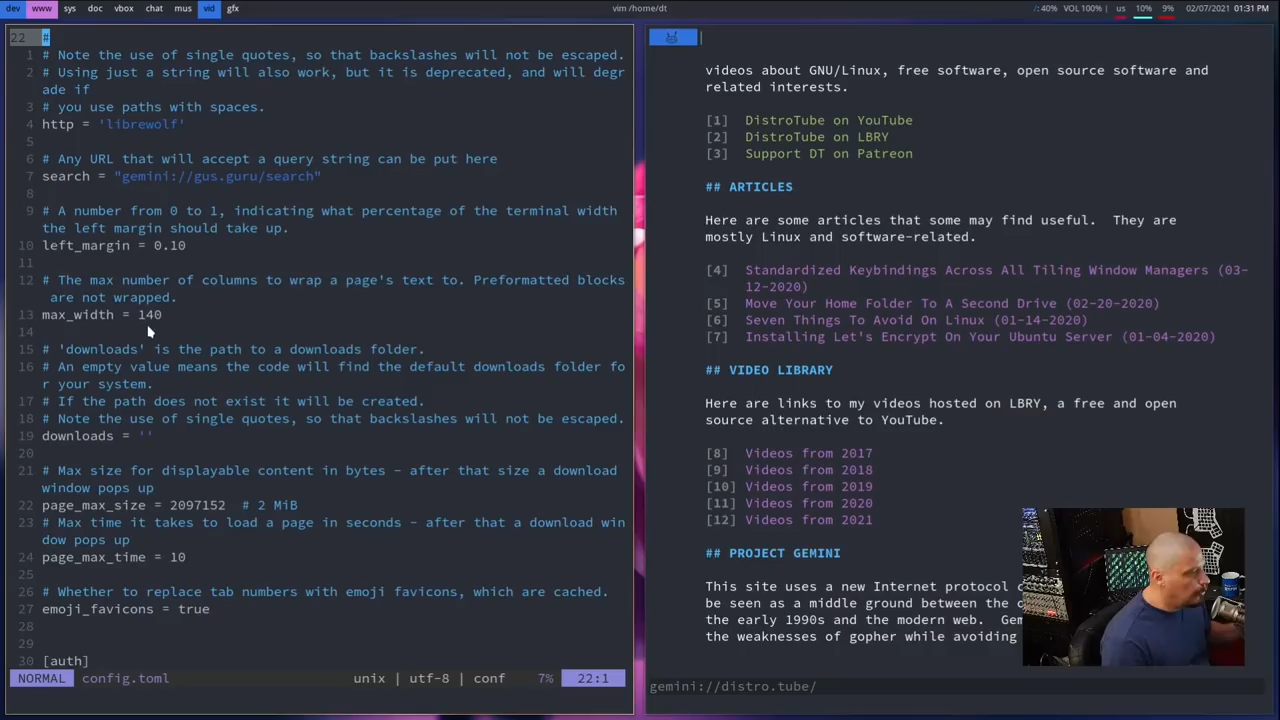 dev www sys doc vbox chat mus vid gfx
vim /home/dt
/: 40% VOL 100% | us 10% 9% 02/07/2021 01:31 PM
22 #
1 # Note the use of single quotes, so that backslashes will not be escaped.
2 # Using just a string will also work, but it is deprecated, and will degr
ade if
3 # you use paths with spaces.
4 http = 'librewolf'
5
6 # Any URL that will accept a query string can be put here
7 search = "gemini://gus.guru/search"
8
9 # A number from 0 to 1, indicating what percentage of the terminal width
the left margin should take up.
10 left_margin = 0.10
11
12 # The max number of columns to wrap a page's text to. Preformatted blocks
are not wrapped.
13 max_width = 140
14
15 # 'downloads' is the path to a downloads folder.
16 # An empty value means the code will find the default downloads folder fo
r your system.
17 # If the path does not exist it will be created.
18 # Note the use of single quotes, so that backslashes will not be escaped.
19 downloads = ''
20
21 # Max size for displayable content in bytes - after that size a download
window pops up
22 page_max_size = 2097152 # 2 MiB
23 # Max time it takes to load a page in seconds - after that a download win
dow pops up
24 page_max_time = 10
25
26 # Whether to replace tab numbers with emoji favicons, which are cached.
27 emoji_favicons = true
28
29
30 [auth]
NORMAL config.toml unix | utf-8 | conf 7% 22:1
videos about GNU/Linux, free software, open source software and
related interests.
[1] DistroTube on YouTube
[2] DistroTube on LBRY
[3] Support DT on Patreon
## ARTICLES
Here are some articles that some may find useful. They are
mostly Linux and software-related.
[4] Standardized Keybindings Across All Tiling Window Managers (03-
12-2020)
[5] Move Your Home Folder To A Second Drive (02-20-2020)
[6] Seven Things To Avoid On Linux (01-14-2020)
[7] Installing Let's Encrypt On Your Ubuntu Server (01-04-2020)
## VIDEO LIBRARY
Here are links to my videos hosted on LBRY, a free and open
source alternative to YouTube.
[8] Videos from 2017
[9] Videos from 2018
[10] Videos from 2019
[11] Videos from 2020
[12] Videos from 2021
## PROJECT GEMINI
This site uses a new Internet protocol
be seen as a middle ground between the
the early 1990s and the modern web.
the weaknesses of gopher while avoiding
gemini://distro.tube/